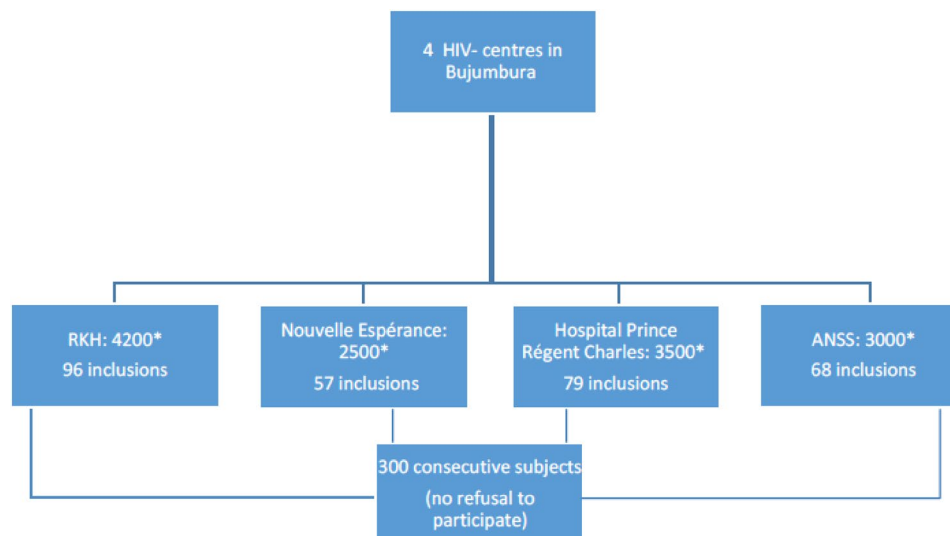 4 HIV- centres in
Bujumbura
RKH: 4200*
96 inclusions
Nouvelle Espérance:
2500*
57 inclusions
Hospital Prince
Régent Charles: 3500*
79 inclusions
ANSS: 3000*
68 inclusions
300 consecutive subjects
(no refusal to
participate)